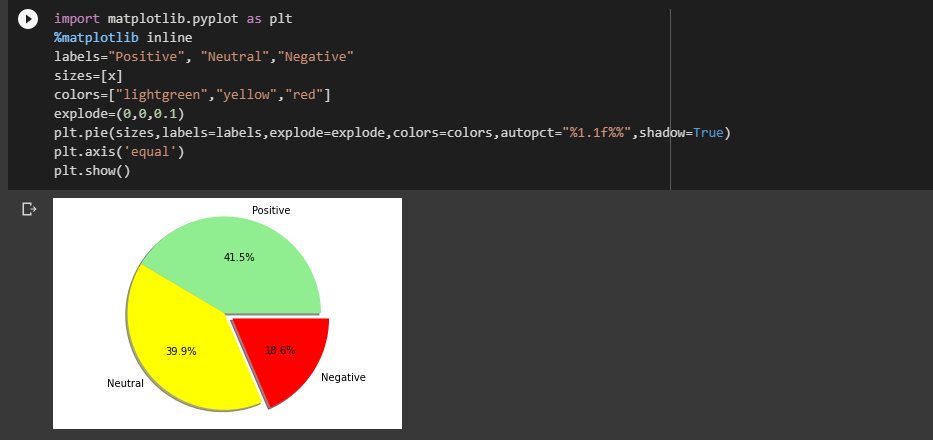 import matplotlib.pyplot as plt
%matplotlib inline
labels="Positive", "Neutral","Negative"
sizes=[x]
colors=["lightgreen","yellow","red"]
explode=(0,0,0.1)
plt.pie(sizes,labels=labels,explode=explode,colors=colors,autopct="%1.1f%%",shadow=True)
plt.axis('equal')
plt.show()
Positive
41.5%
39.9%
18.6%
Negative
Neutral